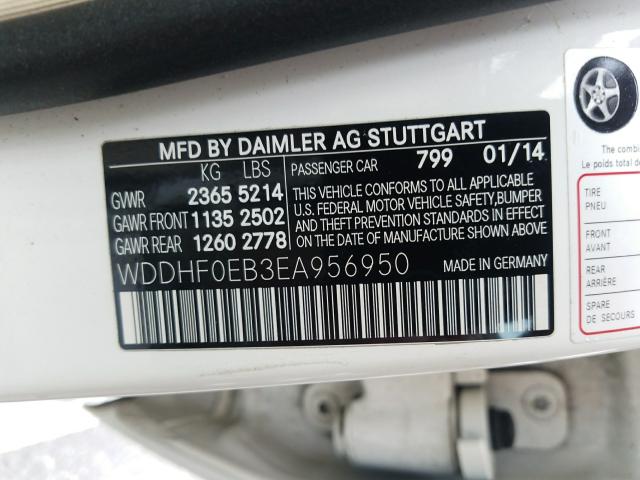 MFD BY DAIMLER AG STUTTGART
KG LBS PASSENGER CAR 799 01/14
GVWR 2365 5214
GAWR FRONT 1135 2502
GAWR REAR 1260 2778
THIS VEHICLE CONFORMS TO ALL APPLICABLE
U.S. FEDERAL MOTOR VEHICLE SAFETY,BUMPER
AND THEFT PREVENTION STANDARDS IN EFFECT
ON THE DATE OF MANUFACTURE SHOWN ABOVE.
WDDHF0EB3EA956950 MADE IN GERMANY
The combi
Le poids total de
TIRE
PNEU
FRONT
AVANT
REAR
ARRIÈRE
SPARE
DE SECOURS